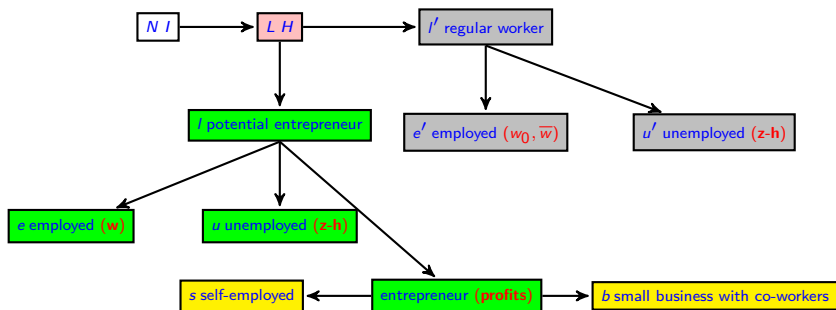 N I
L H
l′ regular worker
l potential entrepreneur
e′ employed (w₀, w̅)
u′ unemployed (z-h)
e employed (w)
u unemployed (z-h)
s self-employed
entrepreneur (profits)
b small business with co-workers